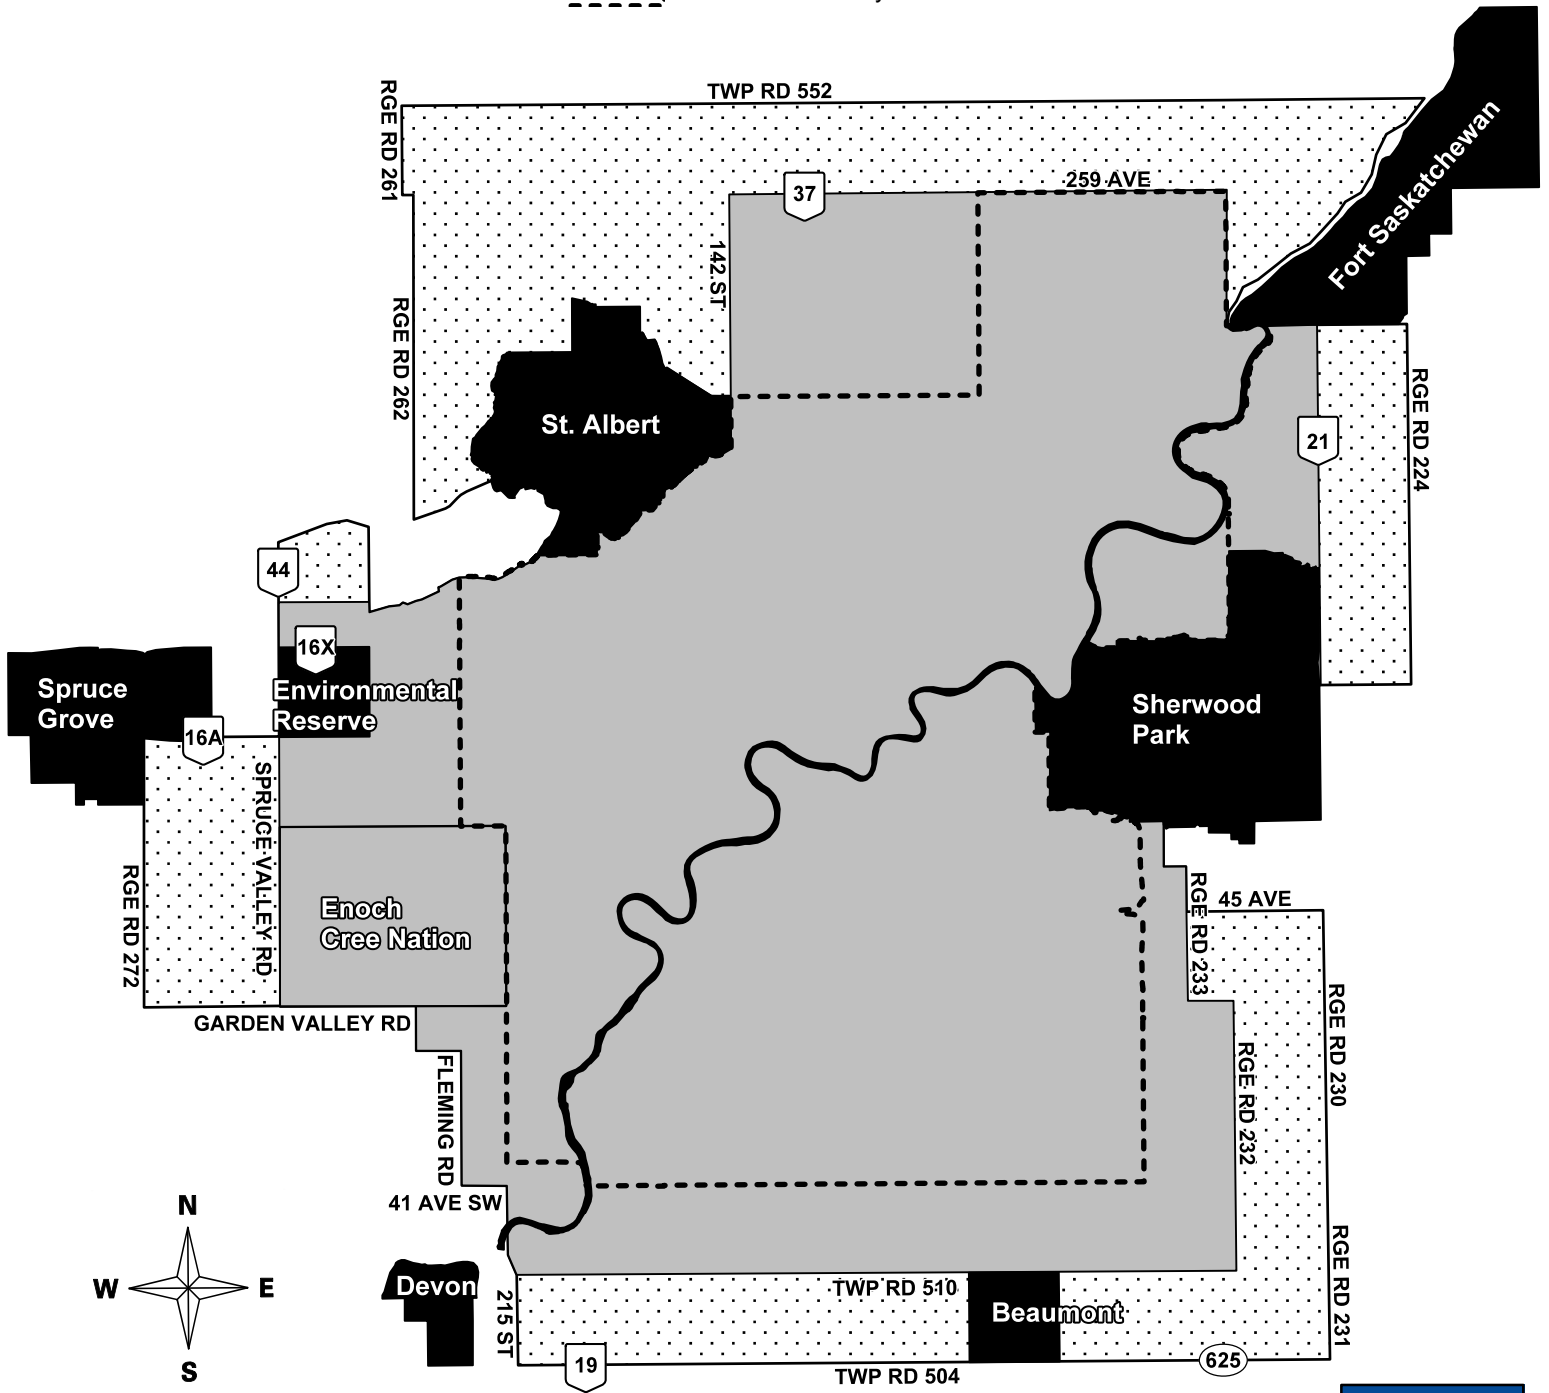 TWP RD 552
RGE RD 261
Fort Saskatchewan
37
259 AVE
142 ST
RGE RD 262
RGE RD 224
St. Albert
21
44
16X
Spruce
Grove
Environmental
Reserve
16A
Sherwood
Park
SPRUCE VALLEY RD
RGE RD 272
Enoch
Cree Nation
RGE RD 233
45 AVE
GARDEN VALLEY RD
RGE RD 230
FLEMING RD
RGE RD 232
41 AVE SW
N
W
E
S
Devon
215 ST
TWP RD 510
Beaumont
RGE RD 231
19
TWP RD 504
625